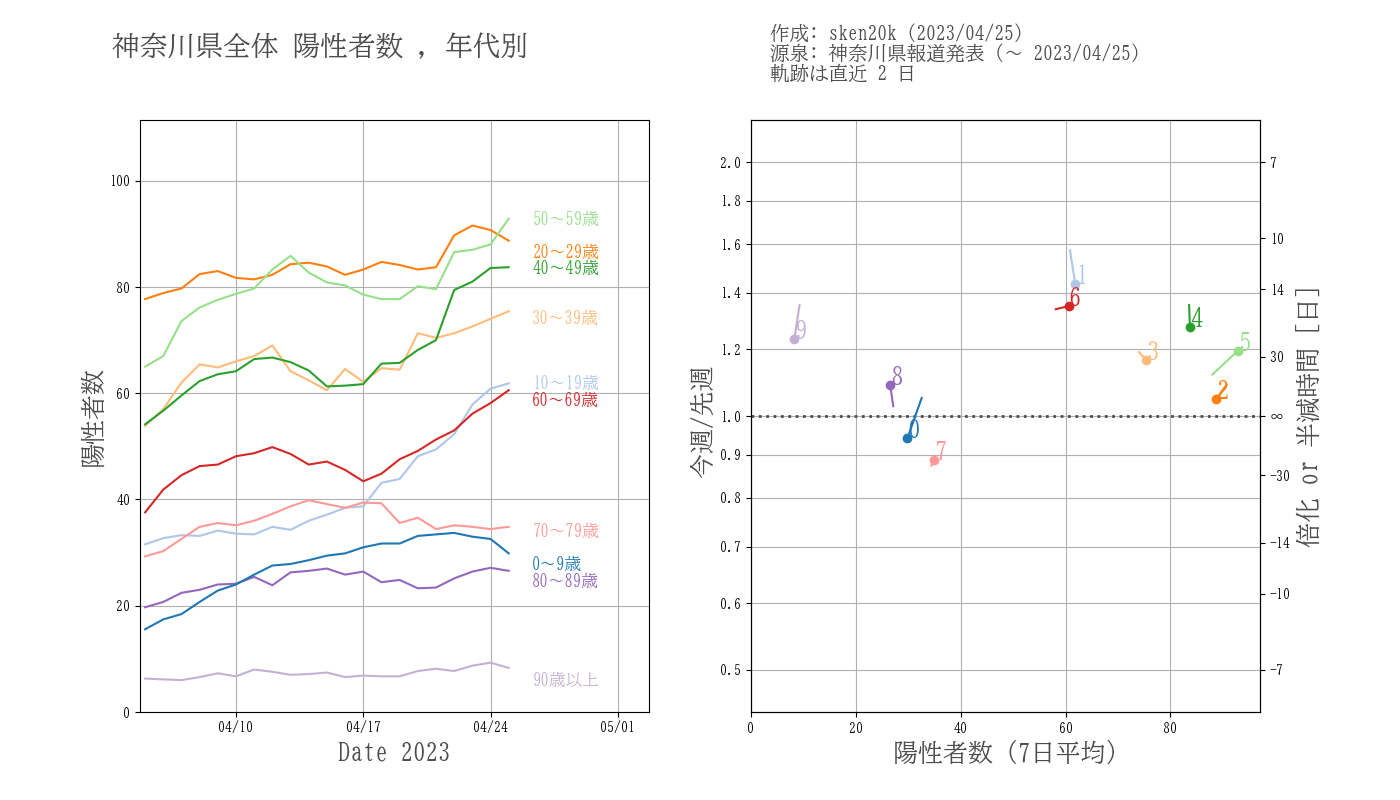 神奈川県全体 陽性者数 , 年代別
作成: sken20k (2023/04/25)
源泉: 神奈川県報道発表 (～ 2023/04/25)
軌跡は直近 2 日
陽性者数
100
80
60
40
20
0
50～59歳
20～29歳
40～49歳
30～39歳
10～19歳
60～69歳
70～79歳
0～9歳
80～89歳
90歳以上
04/10 04/17 04/24 05/01
Date 2023
今週/先週
2.0
1.8
1.6
1.4
1.2
1.0
0.9
0.8
0.7
0.6
0.5
1
6
9
4
5
3
8
2
0
7
7
10
14
30
∞
−30
−14
−10
−7
倍化 or 半減時間 [日]
0 20 40 60 80
陽性者数 (7日平均)